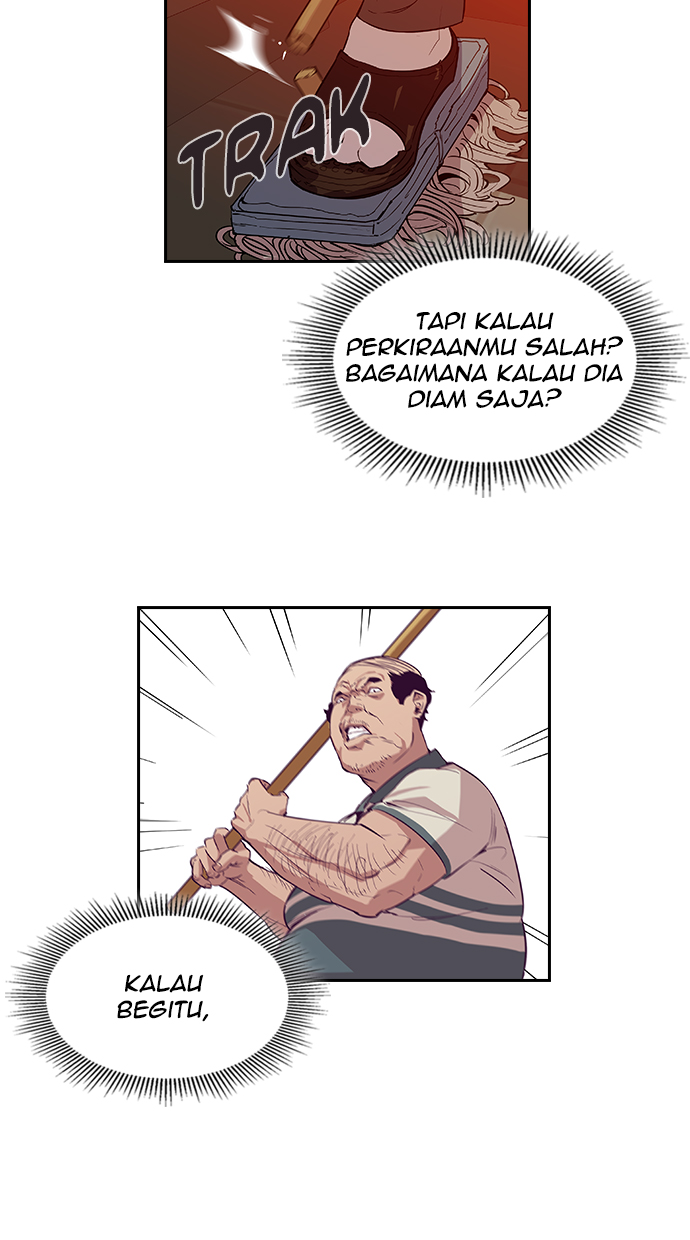 TRAK
TAPI KALAU
PERKIRAANMU SALAH?
BAGAIMANA KALAU DIA
DIAM SAJA?
KALAU
BEGITU,